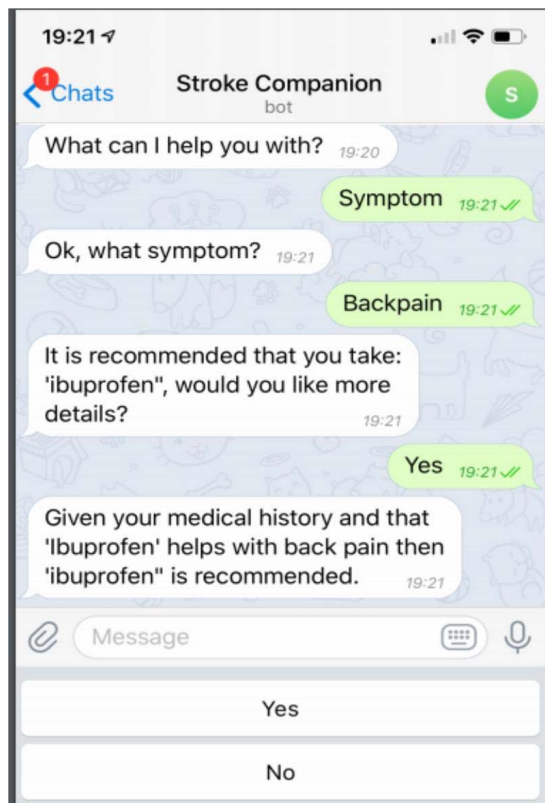 19:21
1
Chats
Stroke Companion
bot
S
What can I help you with? 19:20
Symptom 19:21
Ok, what symptom? 19:21
Backpain 19:21
It is recommended that you take:
'ibuprofen", would you like more
details? 19:21
Yes 19:21
Given your medical history and that
'Ibuprofen' helps with back pain then
'ibuprofen" is recommended. 19:21
Message
Yes
No